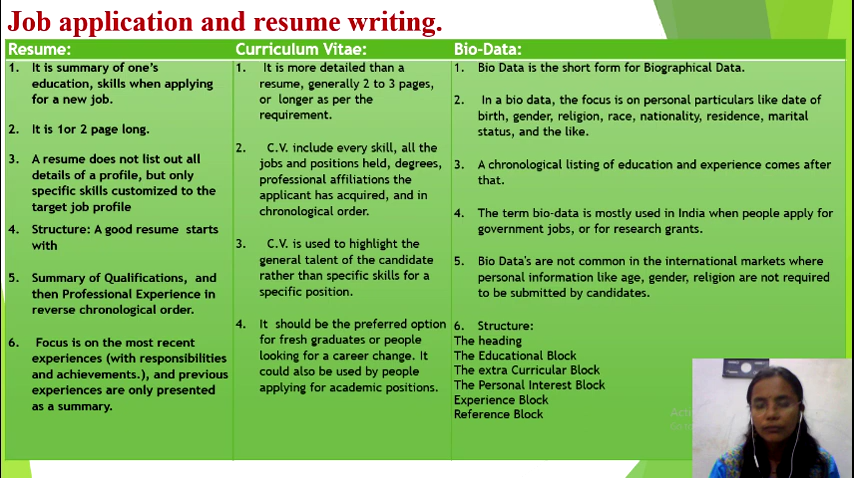 Job application and resume writing.
Resume:
1. It is summary of one's
education, skills when applying
for a new job.
2. It is 1or 2 page long.
3. A resume does not list out all
details of a profile, but only
specific skills customized to the
target job profile
4. Structure: A good resume starts
with
5. Summary of Qualifications, and
then Professional Experience in
reverse chronological order.
6. Focus is on the most recent
experiences (with responsibilities
and achievements.), and previous
experiences are only presented
as a summary.
Curriculum Vitae:
1. It is more detailed than a
resume, generally 2 to 3 pages,
or longer as per the
requirement.
2. C.V. include every skill, all the
jobs and positions held, degrees,
professional affiliations the
applicant has acquired, and in
chronological order.
3. C.V. is used to highlight the
general talent of the candidate
rather than specific skills for a
specific position.
4. It should be the preferred option
for fresh graduates or people
looking for a career change. It
could also be used by people
applying for academic positions.
Bio-Data:
1. Bio Data is the short form for Biographical Data.
2. In a bio data, the focus is on personal particulars like date of
birth, gender, religion, race, nationality, residence, marital
status, and the like.
3. A chronological listing of education and experience comes after
that.
4. The term bio-data is mostly used in India when people apply for
government jobs, or for research grants.
5. Bio Data's are not common in the international markets where
personal information like age, gender, religion are not required
to be submitted by candidates.
6. Structure:
The heading
The Educational Block
The extra Curricular Block
The Personal Interest Block
Experience Block
Reference Block